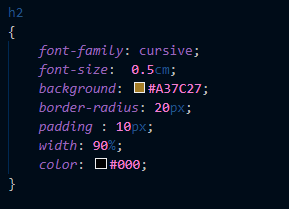 h2
{
font-family: cursive;
font-size:  0.5cm;
background: #A37C27;
border-radius: 20px;
padding : 10px;
width: 90%;
color: #000;
}